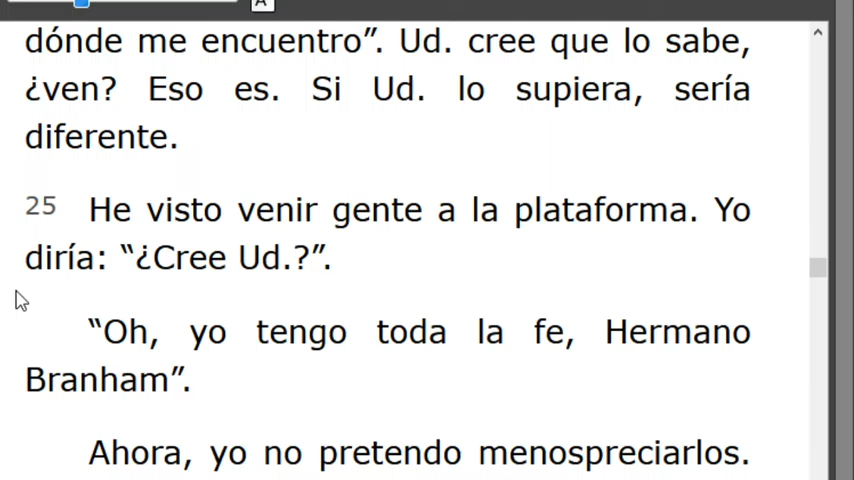 A
dónde me encuentro”. Ud. cree que lo sabe,
¿ven? Eso es. Si Ud. lo supiera, sería
diferente.
25 He visto venir gente a la plataforma. Yo
diría: “¿Cree Ud.?”.
“Oh, yo tengo toda la fe, Hermano
Branham”.
Ahora, yo no pretendo menospreciarlos.